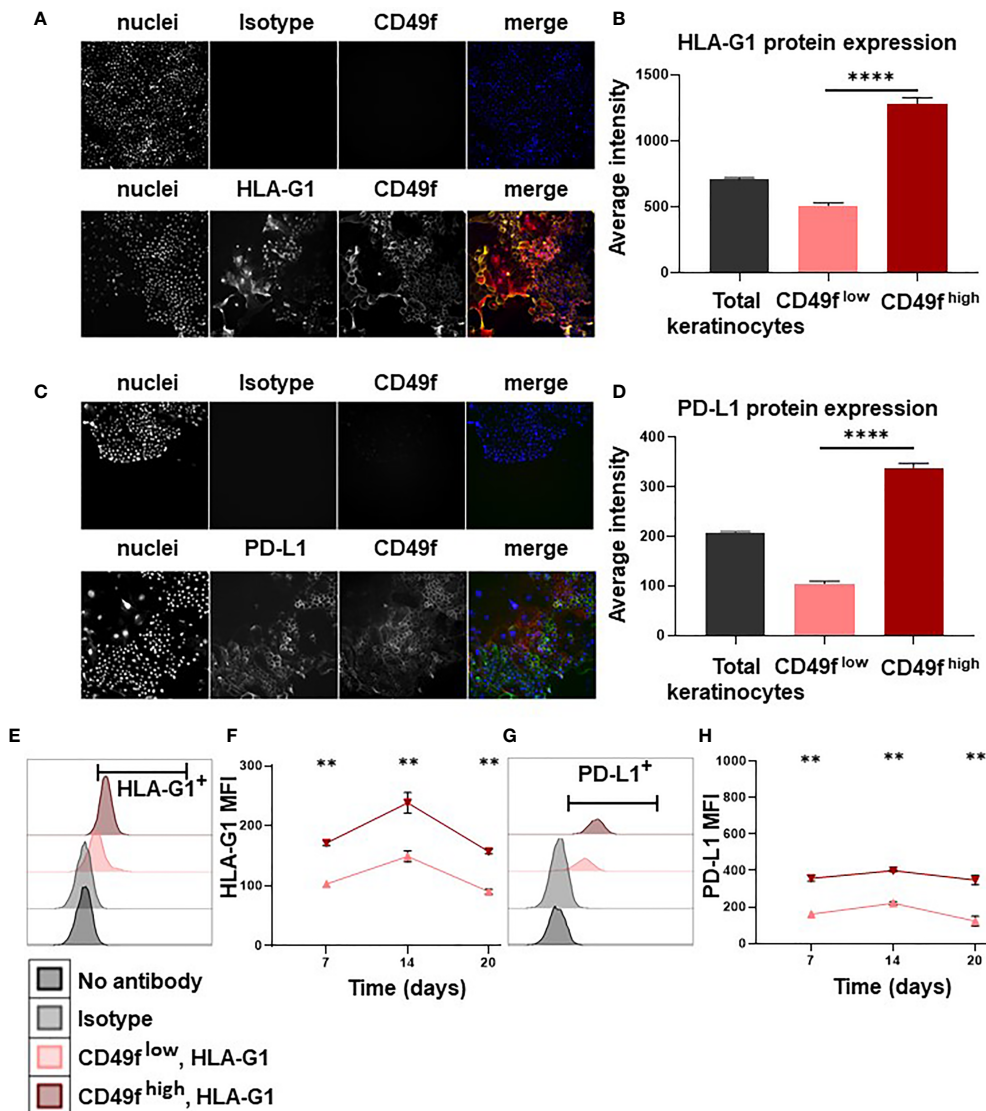 A
nuclei Isotype CD49f merge
nuclei HLA-G1 CD49f merge
B
HLA-G1 protein expression
****
1500
1000
500
0
Average intensity
Total keratinocytes
CD49f low
CD49f high
C
nuclei Isotype CD49f merge
nuclei PD-L1 CD49f merge
D
PD-L1 protein expression
****
400
300
200
100
0
Average intensity
Total keratinocytes
CD49f low
CD49f high
E
HLA-G1+
F
** ** **
300
200
100
0
HLA-G1 MFI
7 14 20
Time (days)
G
PD-L1+
H
** ** **
1000
800
600
400
200
0
PD-L1 MFI
7 14 20
Time (days)
No antibody
Isotype
CD49f low, HLA-G1
CD49f high, HLA-G1